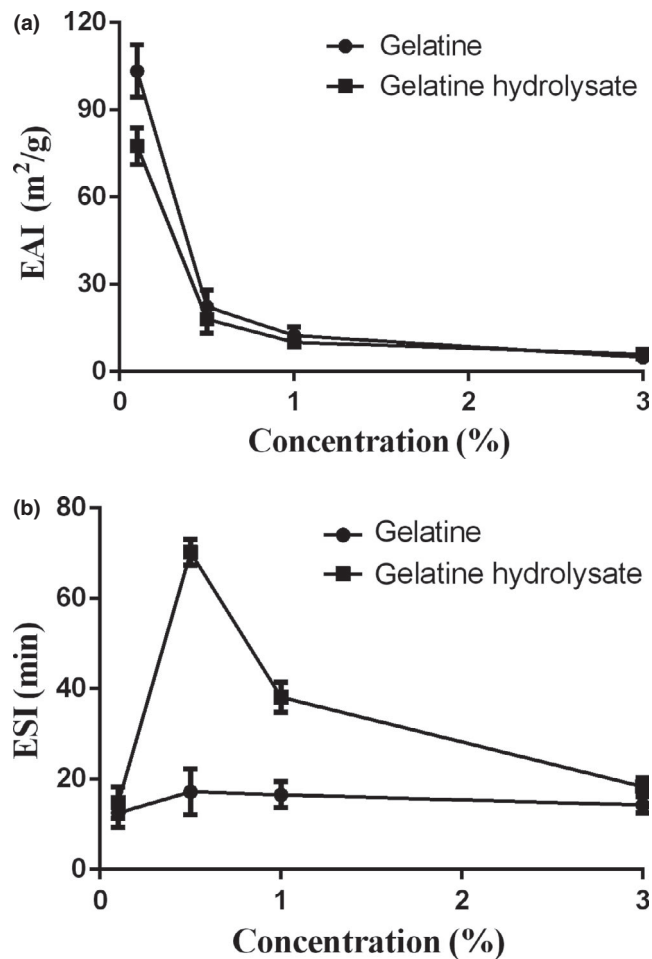 (a)
120
90
60
30
0
EAI (m²/g)
Gelatine
Gelatine hydrolysate
0 1 2 3
Concentration (%)
(b)
80
60
40
20
0
ESI (min)
Gelatine
Gelatine hydrolysate
0 1 2 3
Concentration (%)